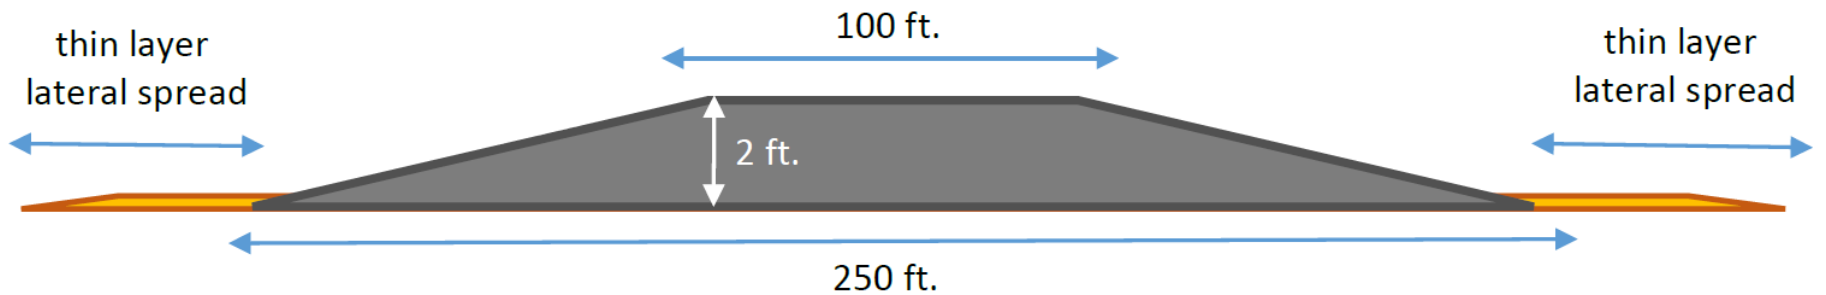 100 ft.
thin layer
lateral spread
thin layer
lateral spread
2 ft.
250 ft.